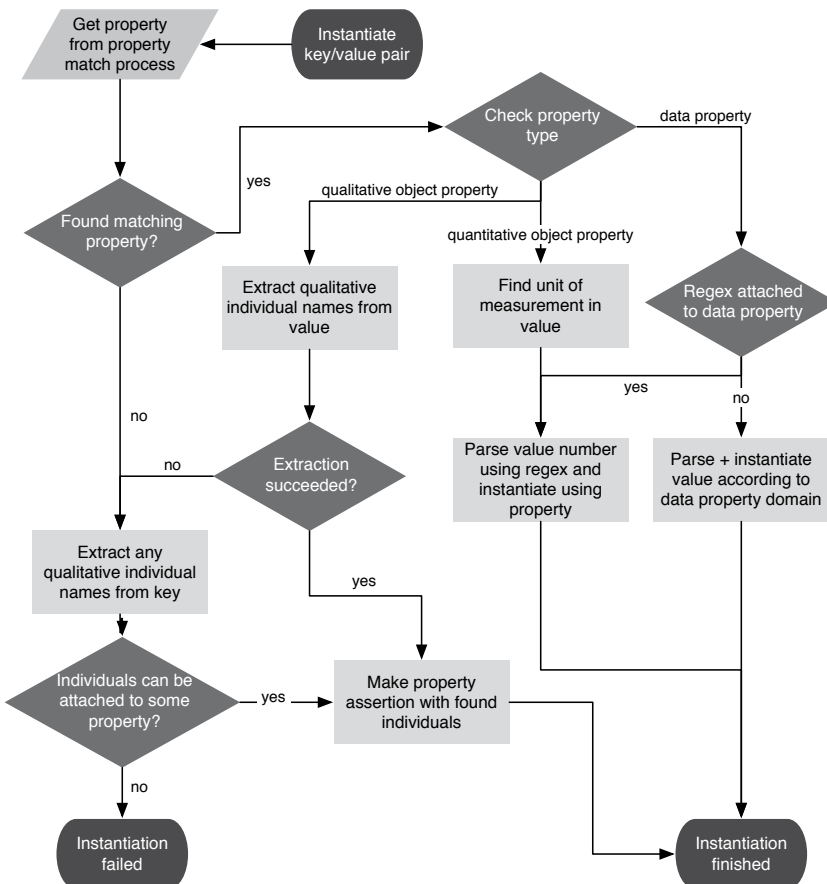 Get property
from property
match process
Instantiate
key/value pair
Check property
type
data property
yes
qualitative object property
Found matching
property?
quantitative object property
Extract qualitative
individual names from
value
Find unit of
measurement in
value
Regex attached
to data property
yes
no
no
no
Extraction
succeeded?
Parse value number
using regex and
instantiate using
property
Parse + instantiate
value according to
data property domain
Extract any
qualitative individual
names from key
yes
Individuals can be
attached to some
property?
yes
Make property
assertion with found
individuals
no
Instantiation
failed
Instantiation
finished